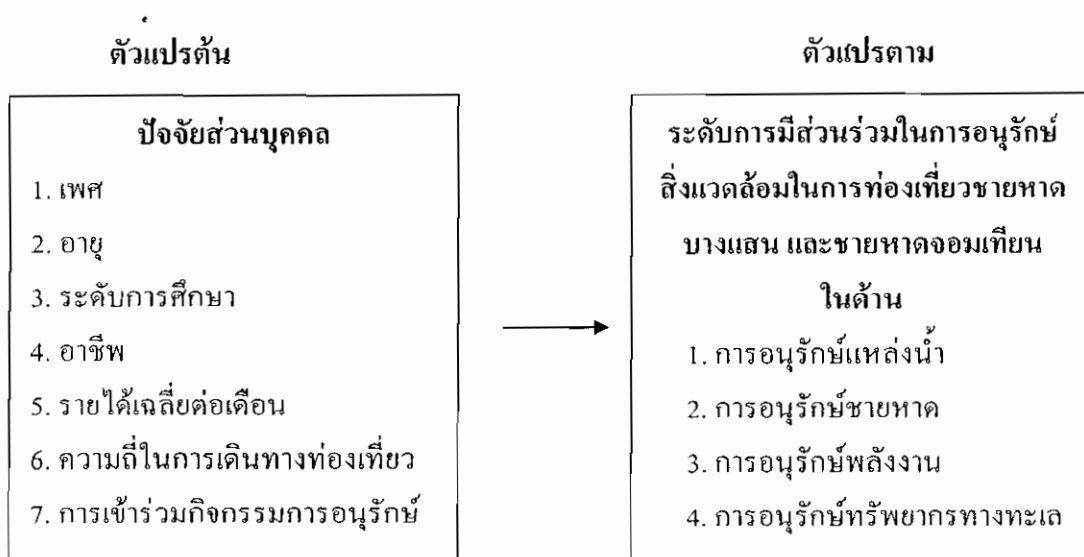 ตัวแปรต้น
ปัจจัยส่วนบุคคล
1. เพศ
2. อายุ
3. ระดับการศึกษา
4. อาชีพ
5. รายได้เฉลี่ยต่อเดือน
6. ความถี่ในการเดินทางท่องเที่ยว
7. การเข้าร่วมกิจกรรมการอนุรักษ์
ตัวแปรตาม
ระดับการมีส่วนร่วมในการอนุรักษ์
สิ่งแวดล้อมในการท่องเที่ยวชายหาด
บางแสน และชายหาดจอมเทียน
ในด้าน
1. การอนุรักษ์แหล่งน้ำ
2. การอนุรักษ์ชายหาด
3. การอนุรักษ์พลังงาน
4. การอนุรักษ์ทรัพยากรทางทะเล